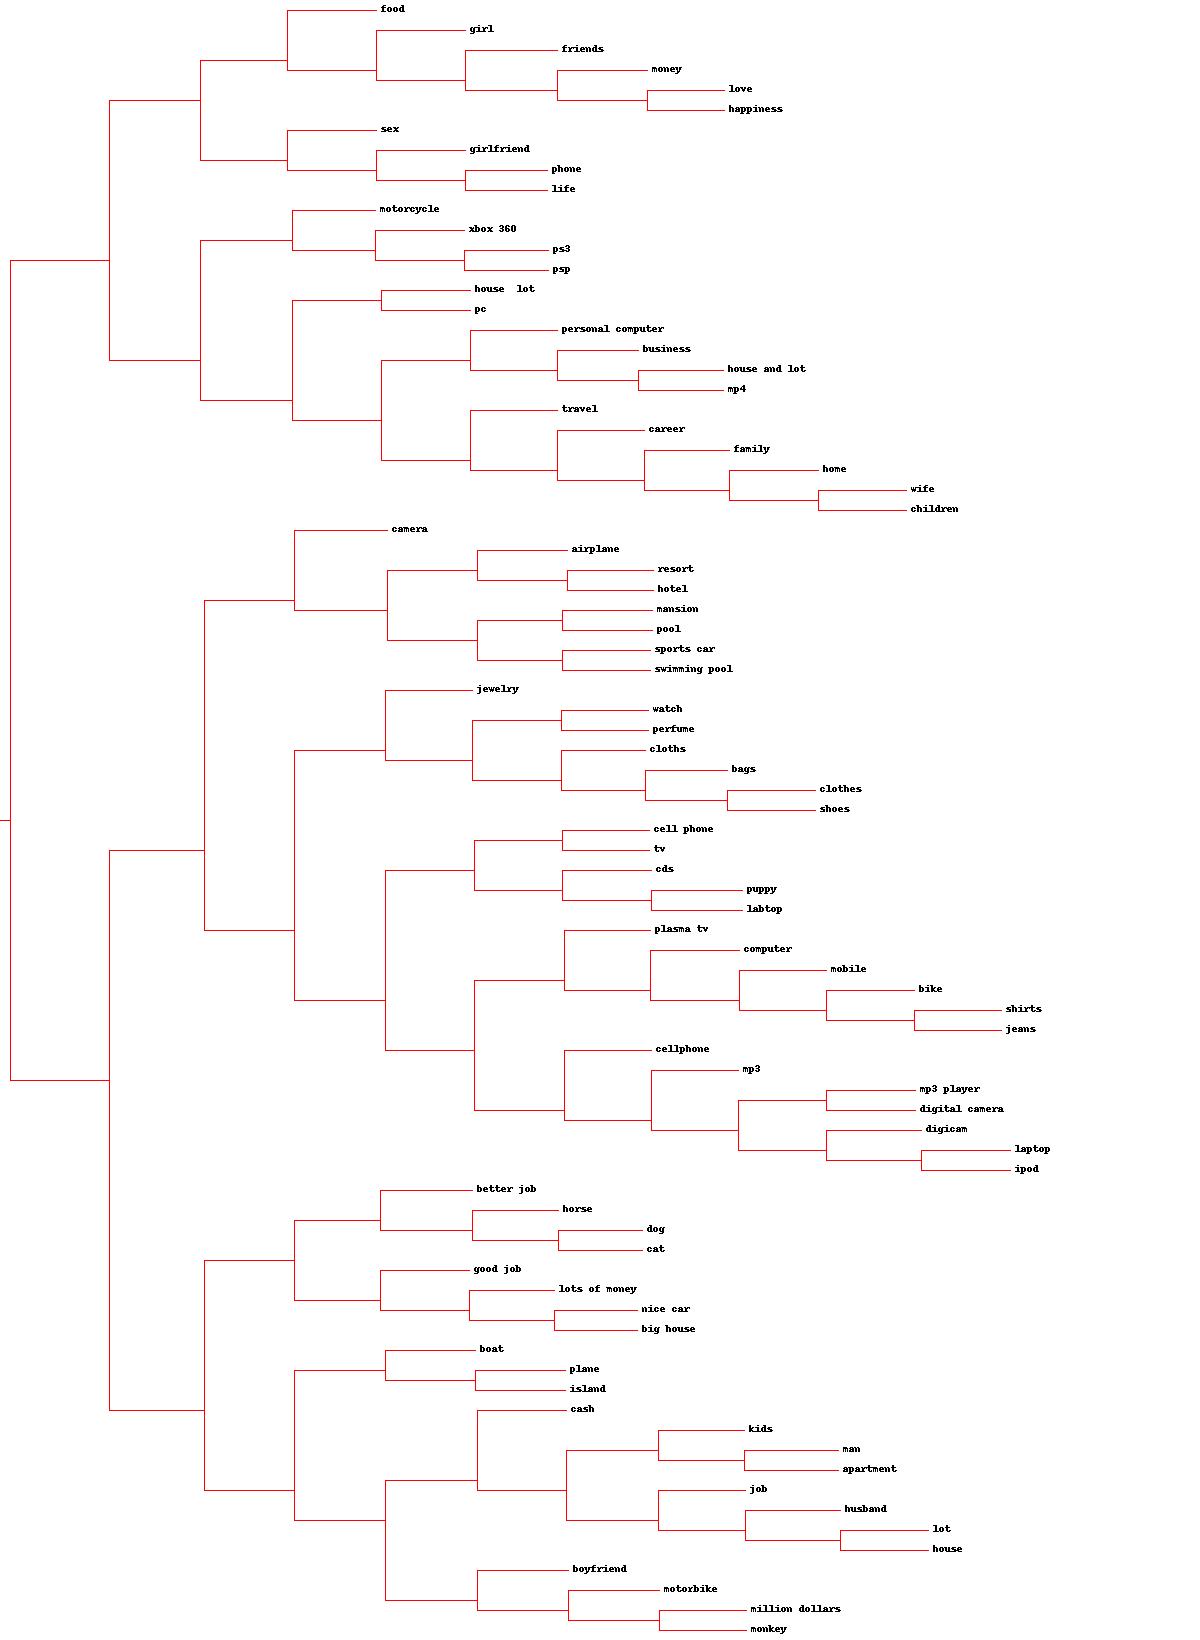 food
girl
friends
money
love
happiness
sex
girlfriend
phone
life
motorcycle
xbox 360
ps3
psp
house  lot
pc
personal computer
business
house and lot
mp4
travel
career
family
home
wife
children
camera
airplane
resort
hotel
mansion
pool
sports car
swimming pool
jewelry
watch
perfume
cloths
bags
clothes
shoes
cell phone
tv
cds
puppy
labtop
plasma tv
computer
mobile
bike
shirts
jeans
cellphone
mp3
mp3 player
digital camera
digicam
laptop
ipod
better job
horse
dog
cat
good job
lots of money
nice car
big house
boat
plane
island
cash
kids
man
apartment
job
husband
lot
house
boyfriend
motorbike
million dollars
monkey